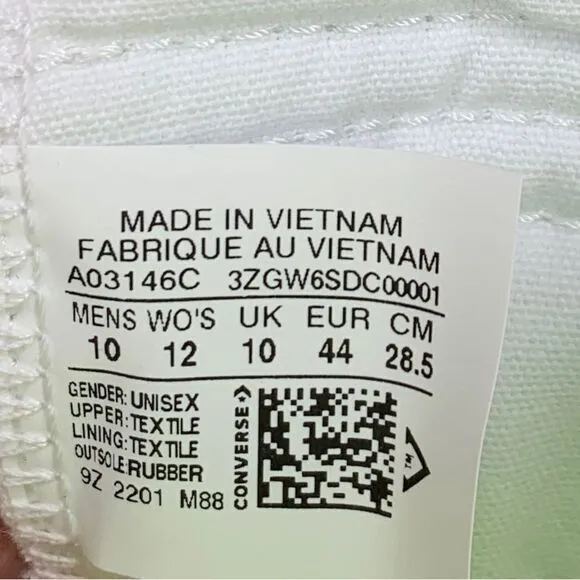 MADE IN VIETNAM
FABRIQUE AU VIETNAM
A03146C 3ZGW6SDC00001
MENS WO'S UK EUR CM
10 12 10 44 28.5
GENDER: UNISEX
UPPER: TEXTILE
LINING: TEXTILE
OUTSOLE: RUBBER
9Z 2201 M88
CONVERSE
TM